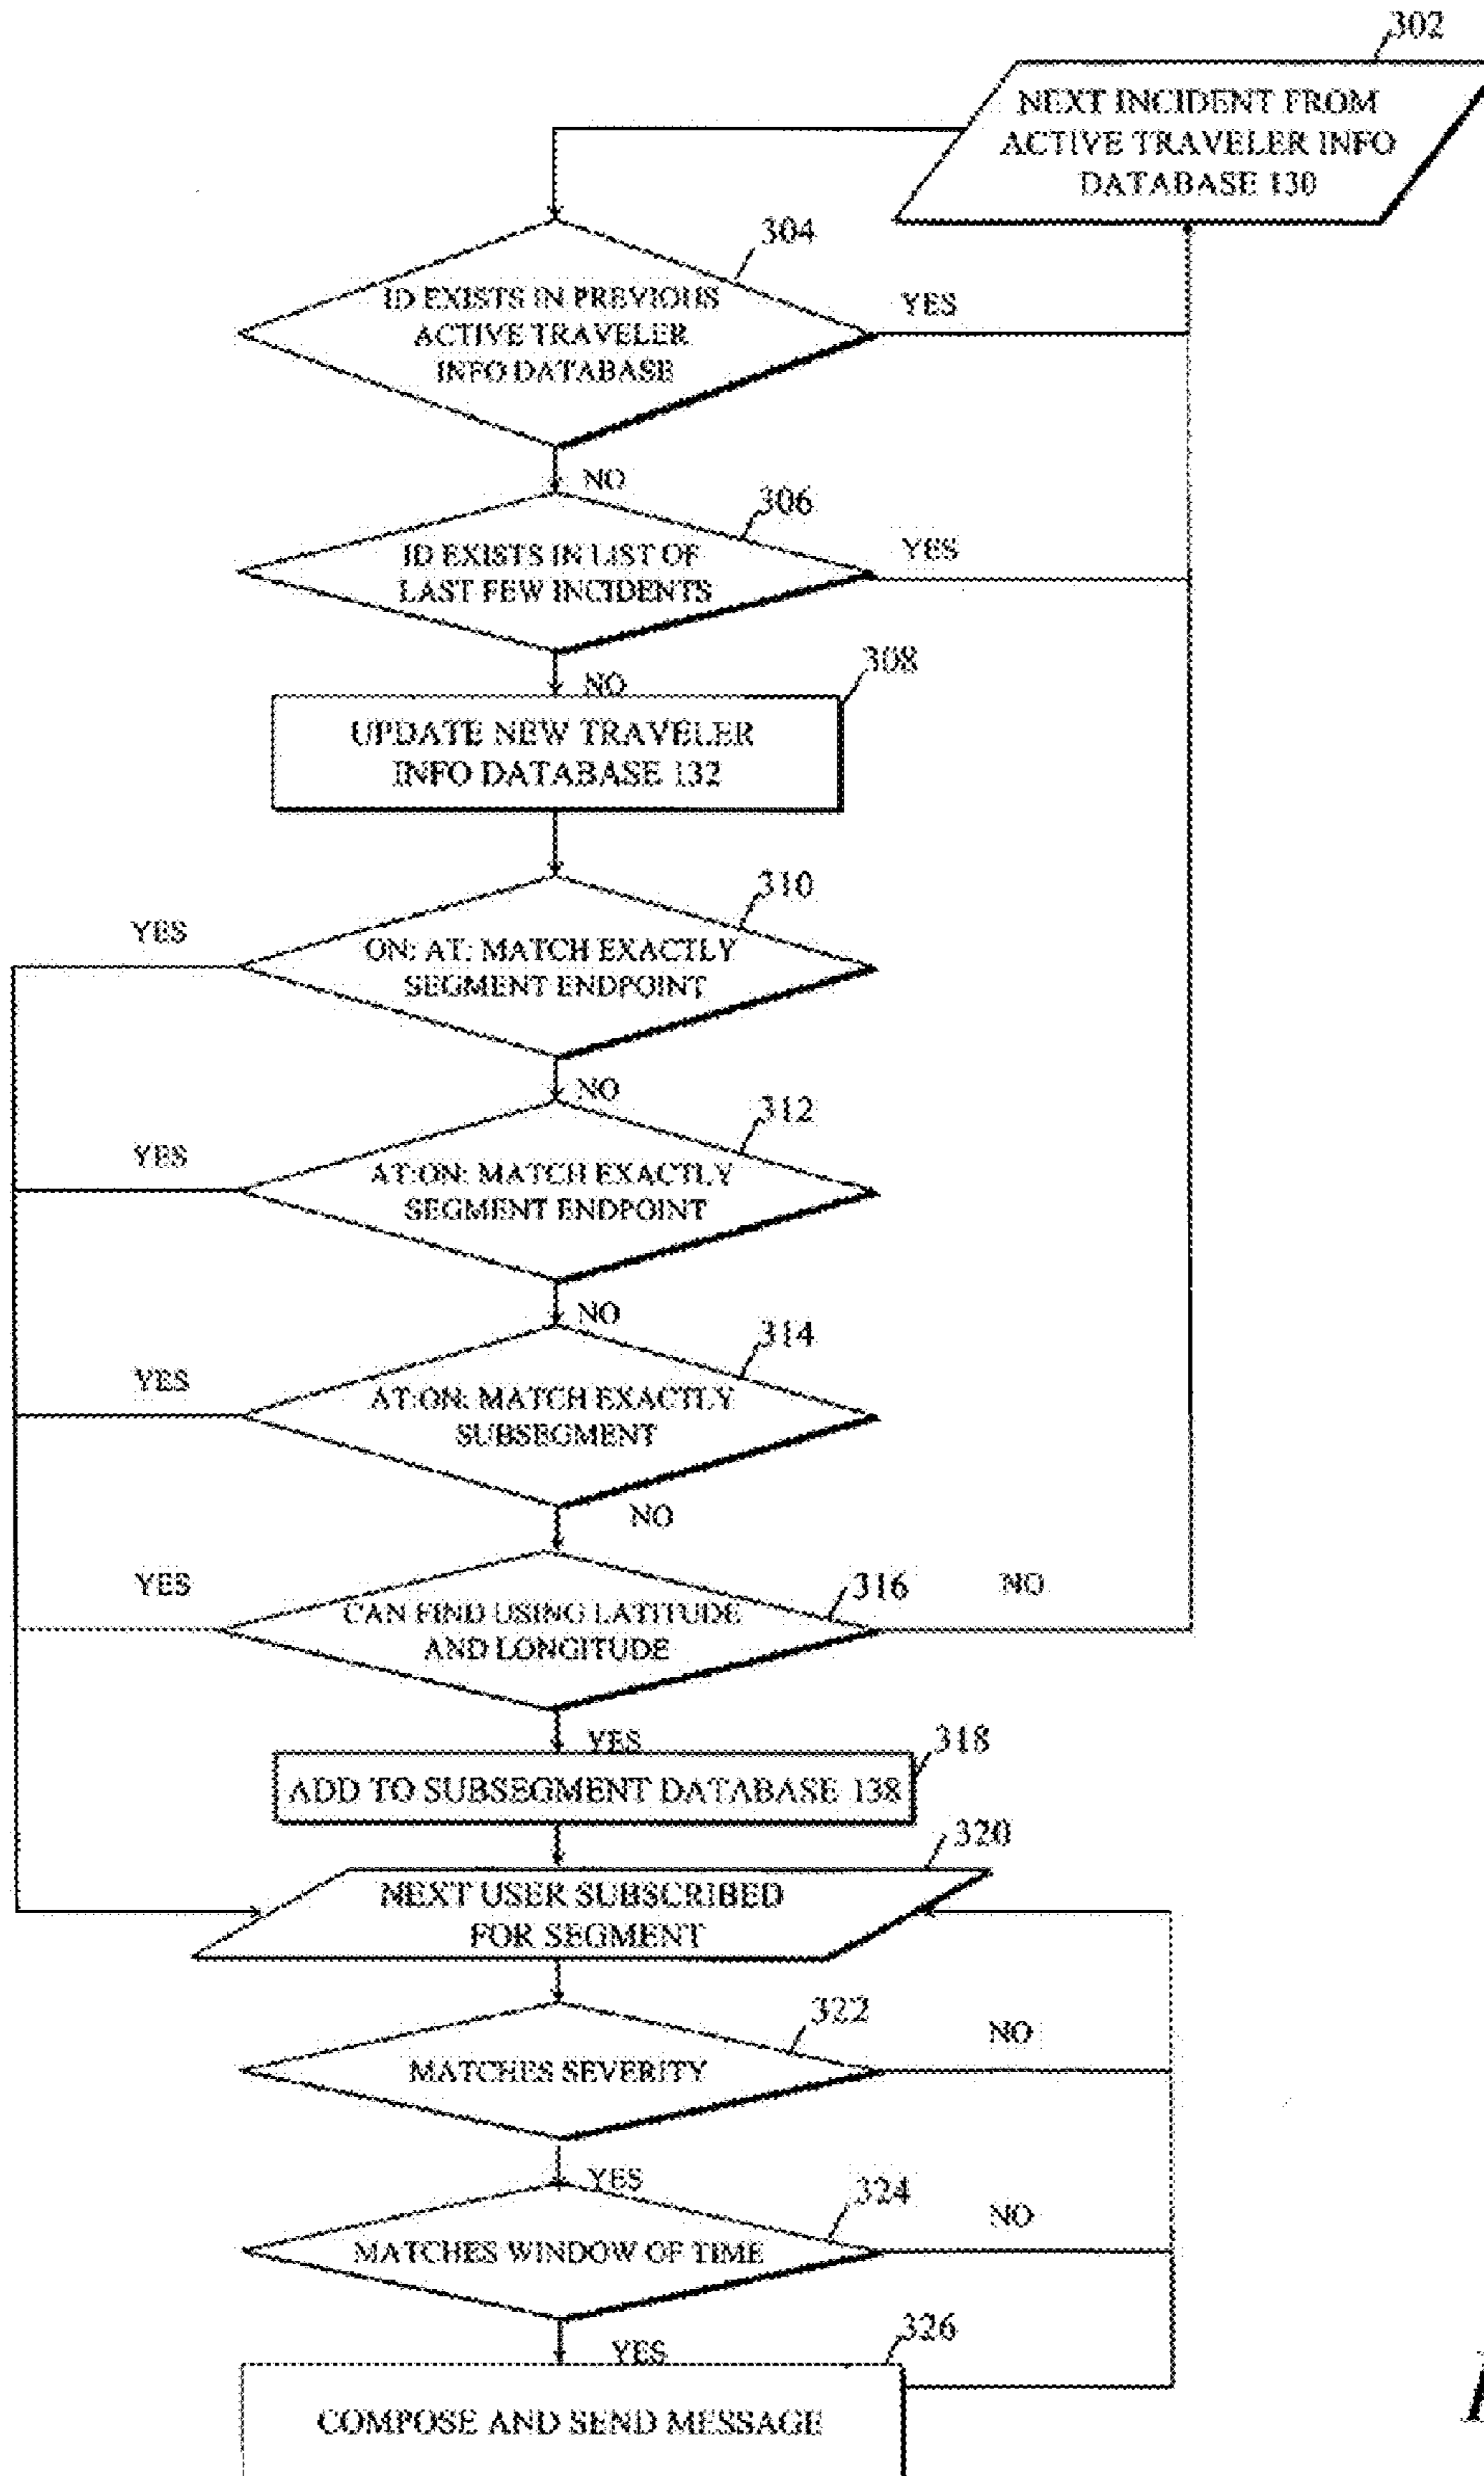 302
NEXT INCIDENT FROM
ACTIVE TRAVELER INFO
DATABASE 130
304
ID EXISTS IN PREVIOUS
ACTIVE TRAVELER
INFO DATABASE
YES
NO
306
ID EXISTS IN LIST OF
LAST FEW INCIDENTS
YES
NO
308
UPDATE NEW TRAVELER
INFO DATABASE 132
310
YES
ON: AT: MATCH EXACTLY
SEGMENT ENDPOINT
NO
312
YES
AT:ON: MATCH EXACTLY
SEGMENT ENDPOINT
NO
314
YES
AT:ON: MATCH EXACTLY
SUBSEGMENT
NO
YES
316
NO
CAN FIND USING LATITUDE
AND LONGITUDE
YES
318
ADD TO SUBSEGMENT DATABASE 138
320
NEXT USER SUBSCRIBED
FOR SEGMENT
322
NO
MATCHES SEVERITY
YES
324
NO
MATCHES WINDOW OF TIME
YES
326
COMPOSE AND SEND MESSAGE